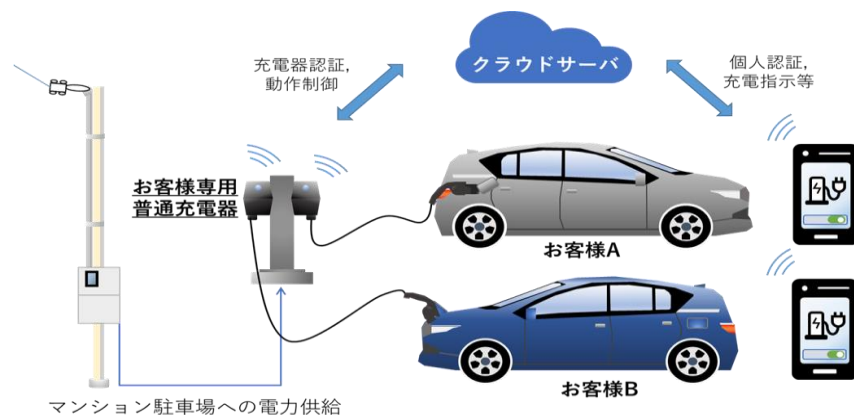 クラウドサーバ
充電器認証,
動作制御
個人認証,
充電指示等
お客様専用
普通充電器
お客様A
お客様B
マンション駐車場への電力供給